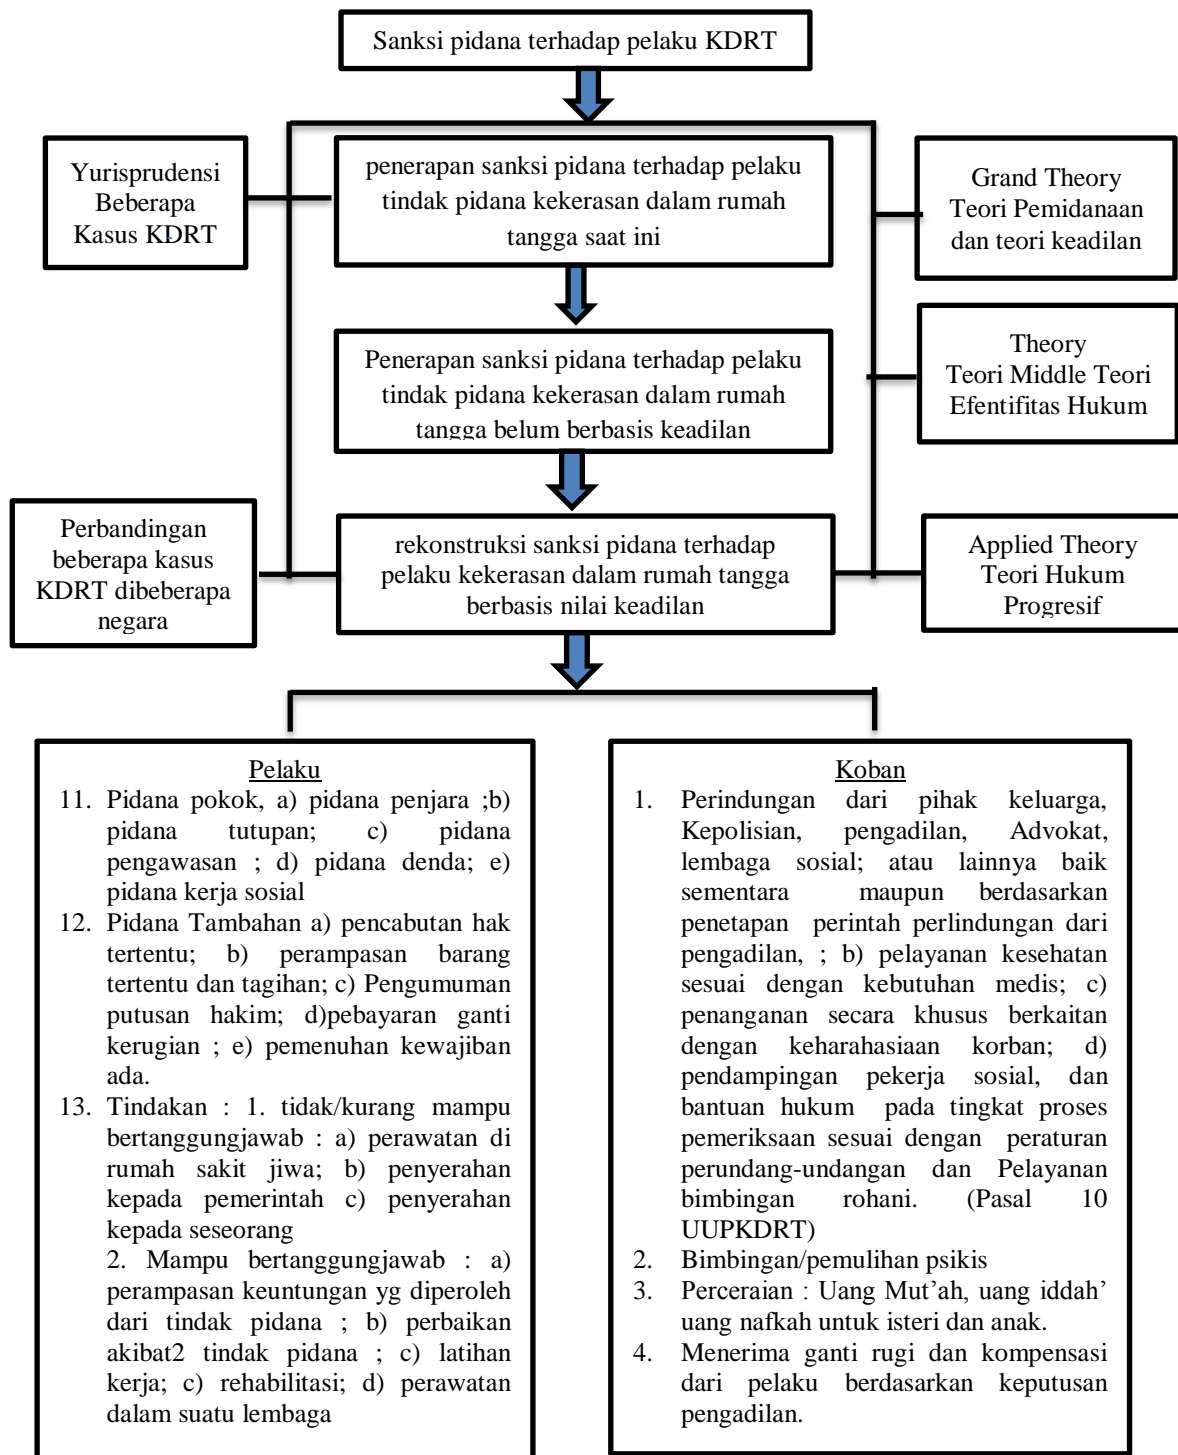 Sanksi pidana terhadap pelaku KDRT
Yurisprudensi
Beberapa
Kasus KDRT
penerapan sanksi pidana terhadap pelaku
tindak pidana kekerasan dalam rumah
tangga saat ini
Grand Theory
Teori Pemidanaan
dan teori keadilan
Penerapan sanksi pidana terhadap pelaku
tindak pidana kekerasan dalam rumah
tangga belum berbasis keadilan
Theory
Teori Middle Teori
Efentifitas Hukum
Perbandingan
beberapa kasus
KDRT dibeberapa
negara
rekonstruksi sanksi pidana terhadap
pelaku kekerasan dalam rumah tangga
berbasis nilai keadilan
Applied Theory
Teori Hukum
Progresif
Pelaku
11. Pidana pokok, a) pidana penjara ;b)
pidana tutupan; c) pidana
pengawasan ; d) pidana denda; e)
pidana kerja sosial
12. Pidana Tambahan a) pencabutan hak
tertentu; b) perampasan barang
tertentu dan tagihan; c) Pengumuman
putusan hakim; d)pebayaran ganti
kerugian ; e) pemenuhan kewajiban
ada.
13. Tindakan : 1. tidak/kurang mampu
bertanggungjawab : a) perawatan di
rumah sakit jiwa; b) penyerahan
kepada pemerintah c) penyerahan
kepada seseorang
2. Mampu bertanggungjawab : a)
perampasan keuntungan yg diperoleh
dari tindak pidana ; b) perbaikan
akibat2 tindak pidana ; c) latihan
kerja; c) rehabilitasi; d) perawatan
dalam suatu lembaga
Koban
1. Perindungan dari pihak keluarga,
Kepolisian, pengadilan, Advokat,
lembaga sosial; atau lainnya baik
sementara maupun berdasarkan
penetapan perintah perlindungan dari
pengadilan, ; b) pelayanan kesehatan
sesuai dengan kebutuhan medis; c)
penanganan secara khusus berkaitan
dengan keharahasiaan korban; d)
pendampingan pekerja sosial, dan
bantuan hukum pada tingkat proses
pemeriksaan sesuai dengan peraturan
perundang-undangan dan Pelayanan
bimbingan rohani. (Pasal 10
UUPKDRT)
2. Bimbingan/pemulihan psikis
3. Perceraian : Uang Mut’ah, uang iddah’
uang nafkah untuk isteri dan anak.
4. Menerima ganti rugi dan kompensasi
dari pelaku berdasarkan keputusan
pengadilan.